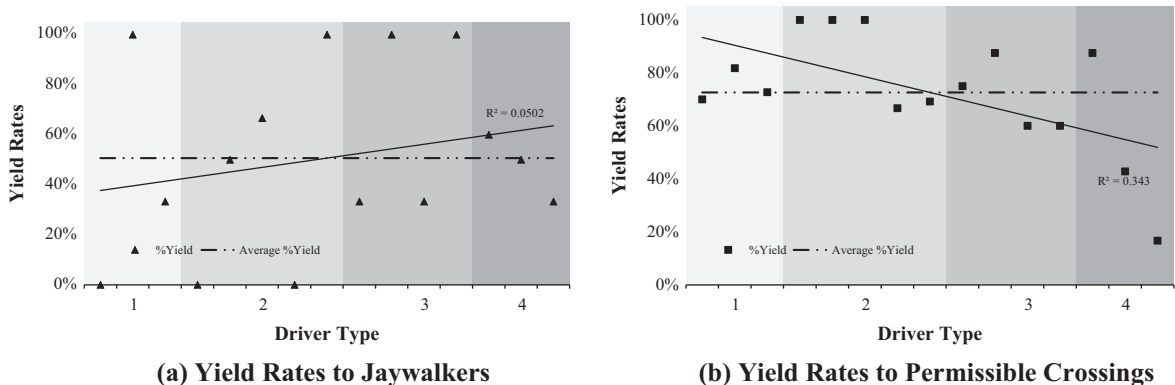 100%
80%
60%
40%
20%
0%
Yield Rates
R² = 0.0502
%Yield
Average %Yield
1
2
3
4
Driver Type
(a) Yield Rates to Jaywalkers
100%
80%
60%
40%
20%
0%
Yield Rates
R² = 0.343
%Yield
Average %Yield
1
2
3
4
Driver Type
(b) Yield Rates to Permissible Crossings